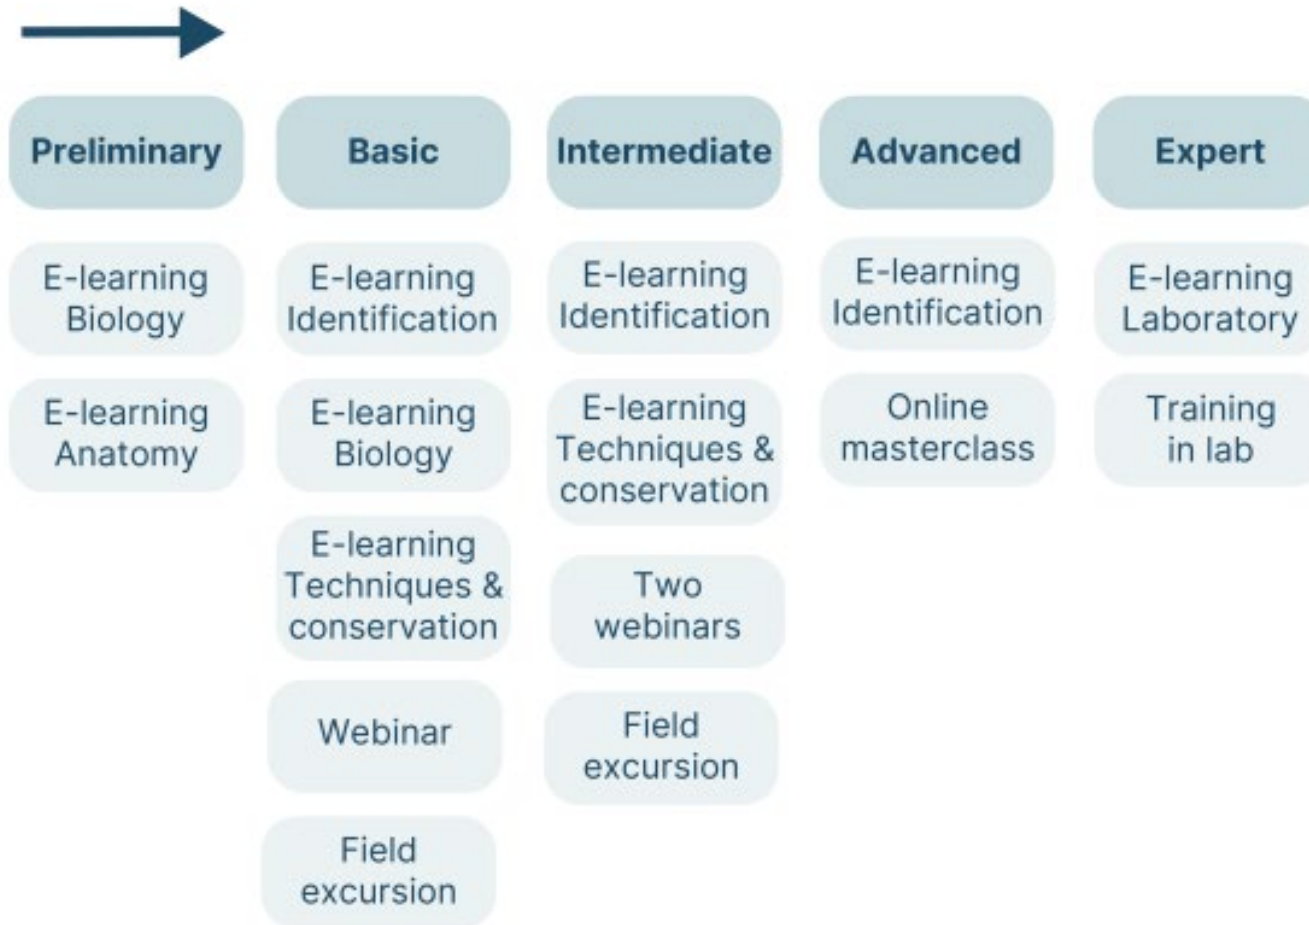 Preliminary
E-learning
Biology
E-learning
Anatomy
Basic
E-learning
Identification
E-learning
Biology
E-learning
Techniques &
conservation
Webinar
Field
excursion
Intermediate
E-learning
Identification
E-learning
Techniques &
conservation
Two
webinars
Field
excursion
Advanced
E-learning
Identification
Online
masterclass
Expert
E-learning
Laboratory
Training
in lab